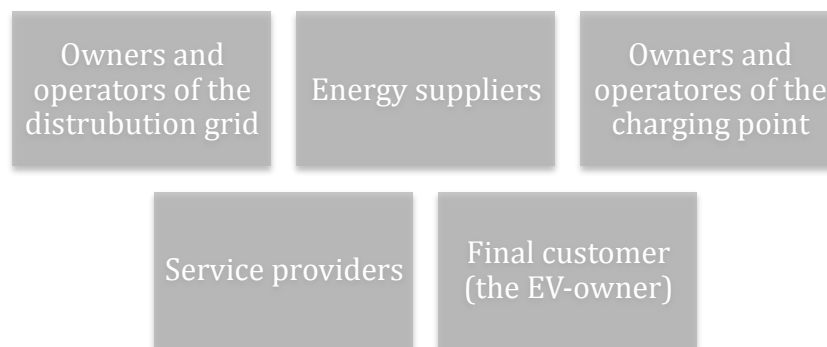 Owners and
operators of the
distrubution grid
Energy suppliers
Owners and
operatores of the
charging point
Service providers
Final customer
(the EV-owner)